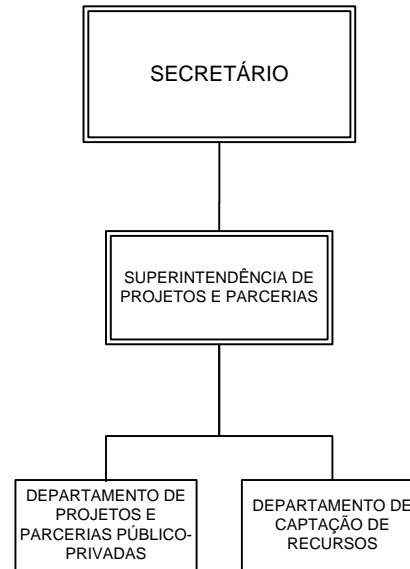 SECRETÁRIO
SUPERINTENDÊNCIA DE
PROJETOS E PARCERIAS
DEPARTAMENTO DE
PROJETOS E
PARCERIAS PÚBLICO-
PRIVADAS
DEPARTAMENTO DE
CAPTAÇÃO DE
RECURSOS